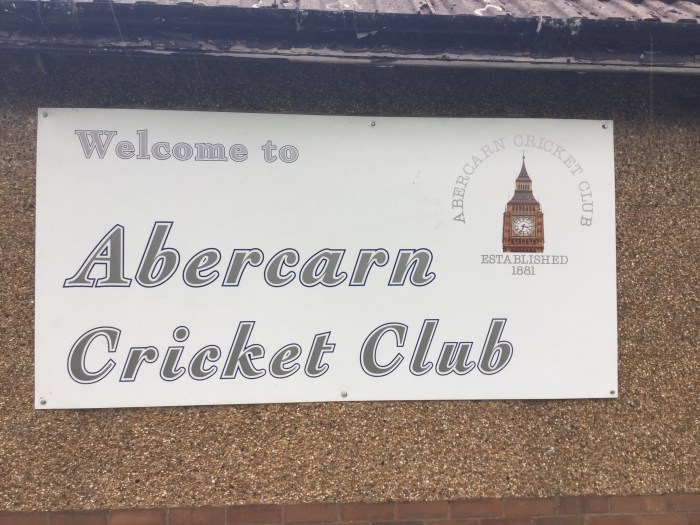 Welcome to
Abercarn
Cricket Club
ABERCARN CRICKET CLUB
ESTABLISHED
1881